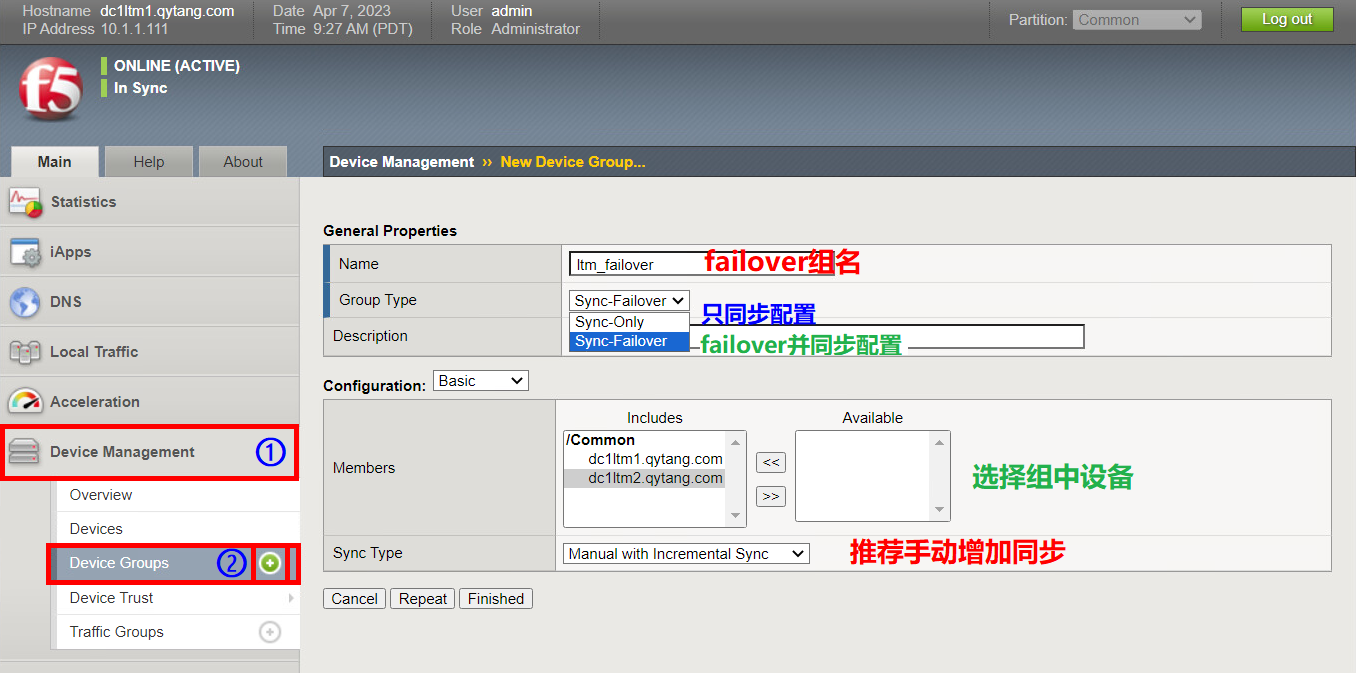 Hostname dc1ltm1.qytang.com Date Apr 7, 2023 User admin
IP Address 10.1.1.111 Time 9:27 AM (PDT) Role Administrator
Partition: Common Log out
f5
ONLINE (ACTIVE)
In Sync
Main Help About
Device Management ›› New Device Group...
Statistics
iApps
DNS
Local Traffic
Acceleration
Device Management ①
Overview
Devices
Device Groups ②
Device Trust
Traffic Groups
General Properties
Name ltm_failover failover组名
Group Type Sync-Failover
Sync-Only 只同步配置
Sync-Failover failover并同步配置
Description
Configuration: Basic
Members
Includes Available
/Common
dc1ltm1.qytang.com
dc1ltm2.qytang.com
<<
>>
选择组中设备
Sync Type Manual with Incremental Sync 推荐手动增加同步
Cancel Repeat Finished